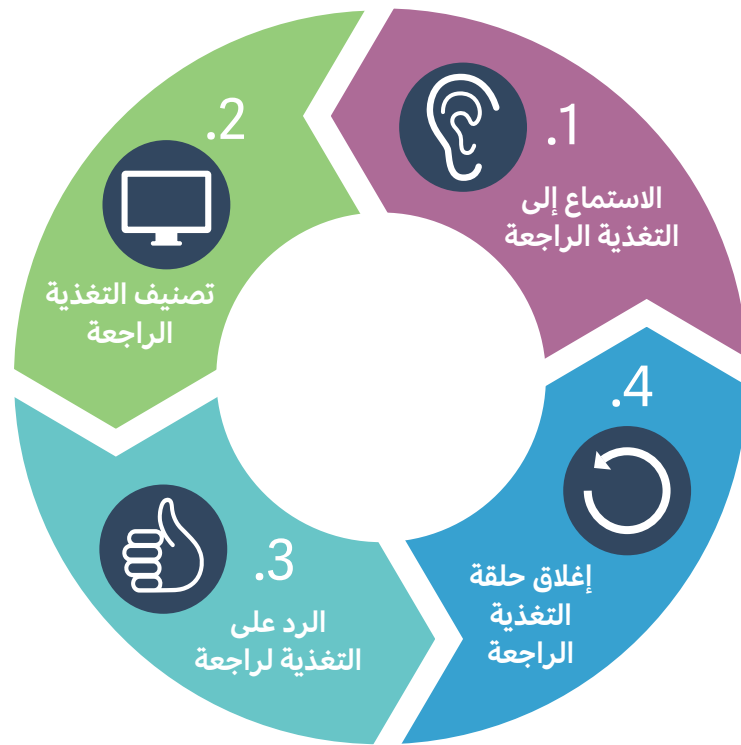 1.
الاستماع إلى
التغذية الراجعة
2.
تصنيف التغذية
الراجعة
3.
الرد على
التغذية لراجعة
4.
إغلاق حلقة
التغذية
الراجعة